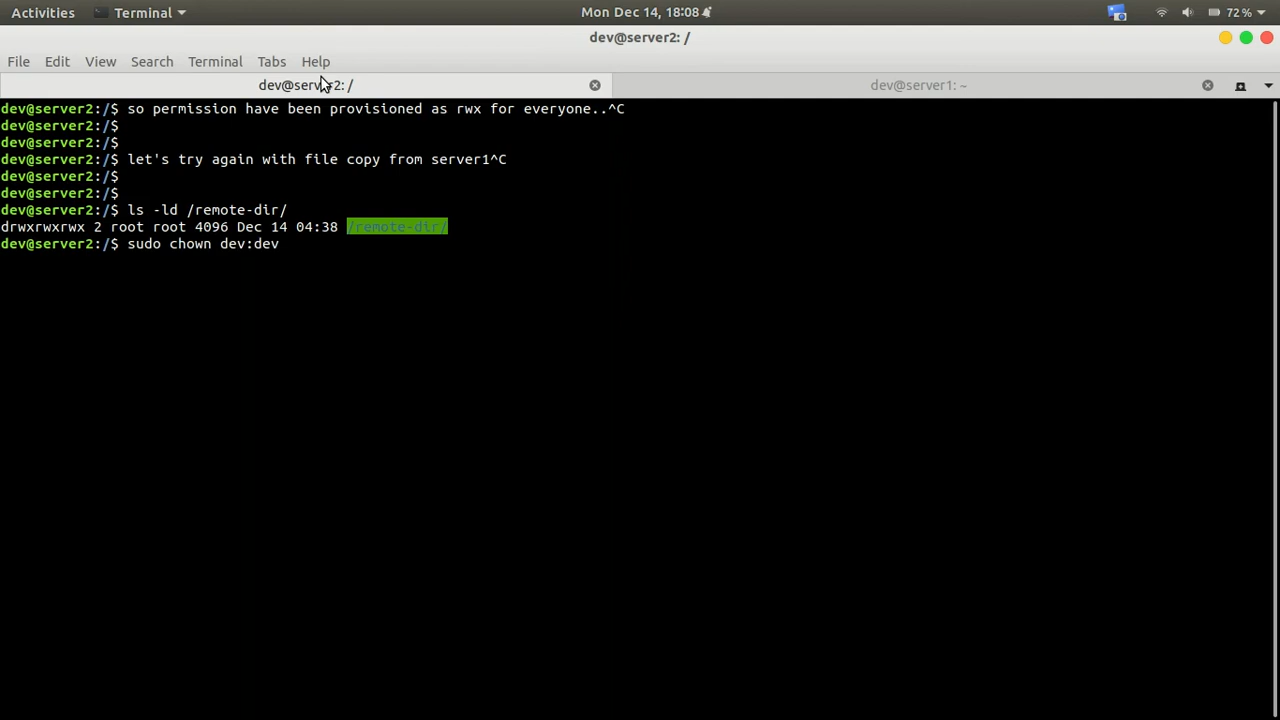 Activities Terminal Mon Dec 14, 18:08 72%
dev@server2: /
File Edit View Search Terminal Tabs Help
dev@server2: / dev@server1: ~
dev@server2:/$ so permission have been provisioned as rwx for everyone..^C
dev@server2:/$
dev@server2:/$
dev@server2:/$ let's try again with file copy from server1^C
dev@server2:/$
dev@server2:/$
dev@server2:/$ ls -ld /remote-dir/
drwxrwxrwx 2 root root 4096 Dec 14 04:38 /remote-dir/
dev@server2:/$ sudo chown dev:dev